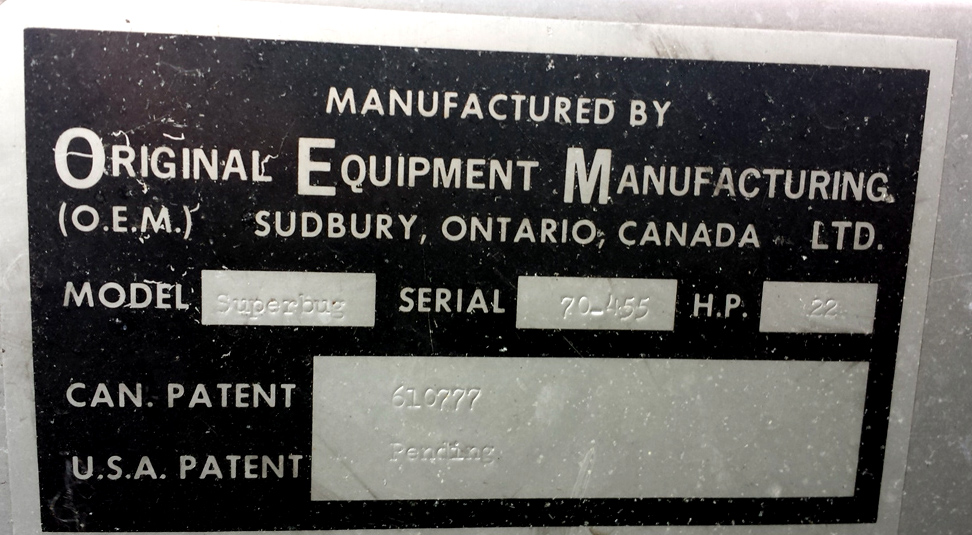 MANUFACTURED BY
ORIGINAL EQUIPMENT MANUFACTURING
(O.E.M.) SUDBURY, ONTARIO, CANADA LTD.
MODEL Superbug SERIAL 70-455 H.P. 22
CAN. PATENT 610777
U.S.A. PATENT Pending